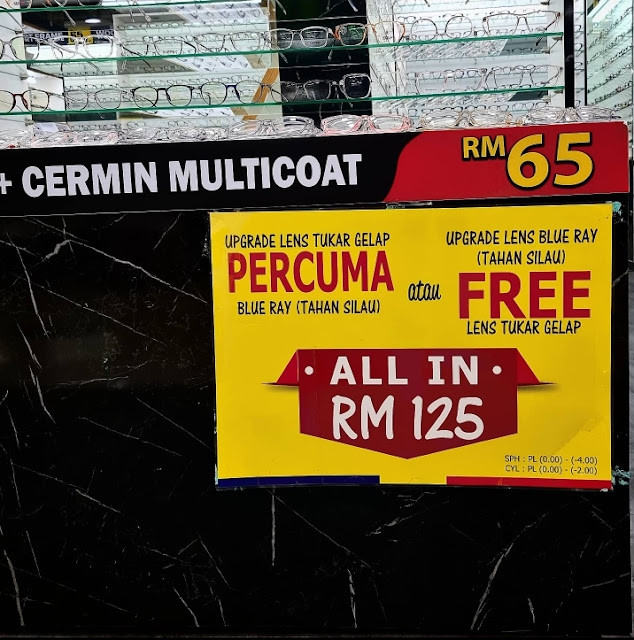 + CERMIN MULTICOAT
RM65
UPGRADE LENS TUKAR GELAP
PERCUMA
BLUE RAY (TAHAN SILAU)
atau
UPGRADE LENS BLUE RAY
(TAHAN SILAU)
FREE
LENS TUKAR GELAP
• ALL IN •
RM 125
SPH : PL (0.00) - (-4.00)
CYL : PL (0.00) - (-2.00)